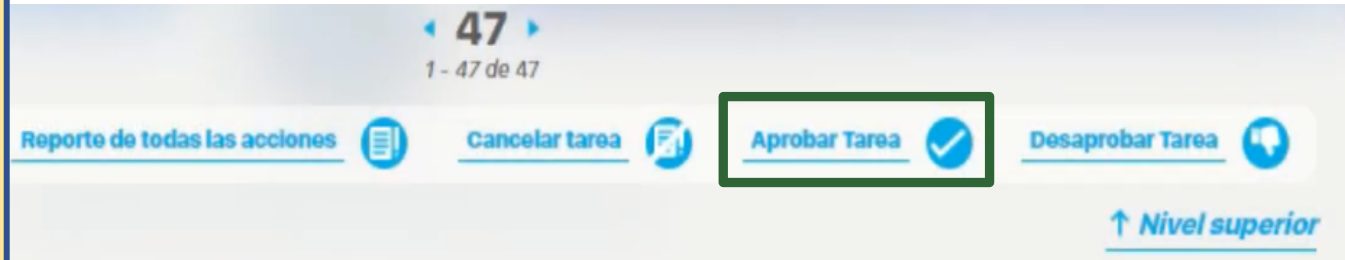 47
1 - 47 de 47
Reporte de todas las acciones Cancelar tarea Aprobar Tarea Desaprobar Tarea
↑ Nivel superior